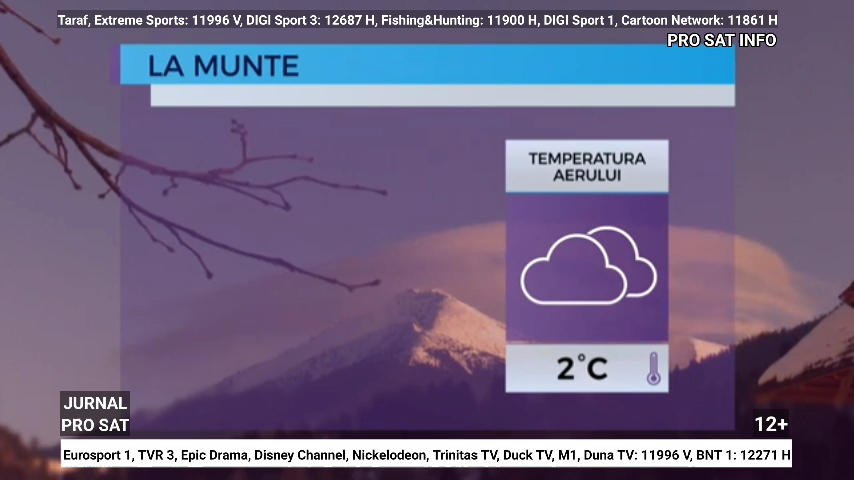 Taraf, Extreme Sports: 11996 V, DIGI Sport 3: 12687 H, Fishing&Hunting: 11900 H, DIGI Sport 1, Cartoon Network: 11861 H
PRO SAT INFO
LA MUNTE
TEMPERATURA
AERULUI
2°C
JURNAL
PRO SAT
12+
Eurosport 1, TVR 3, Epic Drama, Disney Channel, Nickelodeon, Trinitas TV, Duck TV, M1, Duna TV: 11996 V, BNT 1: 12271 H